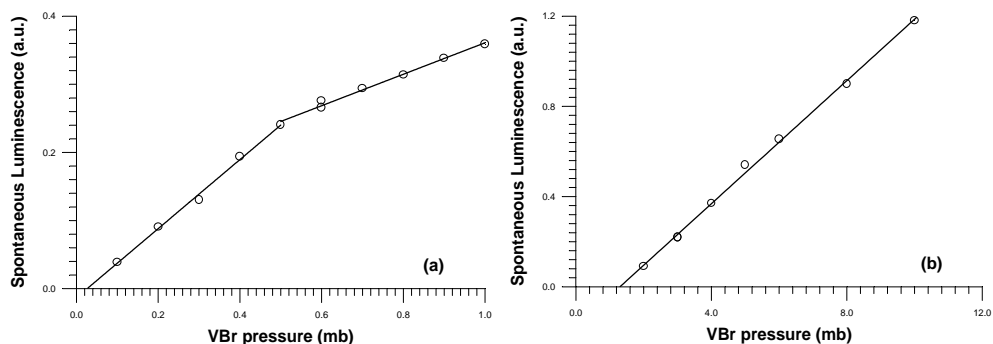 Spontaneous Luminescence (a.u.)
0.4
0.2
0.0
0.0 0.2 0.4 0.6 0.8 1.0
VBr pressure (mb)
(a)
Spontaneous Luminescence (a.u.)
1.2
0.8
0.4
0.0
0.0 4.0 8.0 12.0
VBr pressure (mb)
(b)